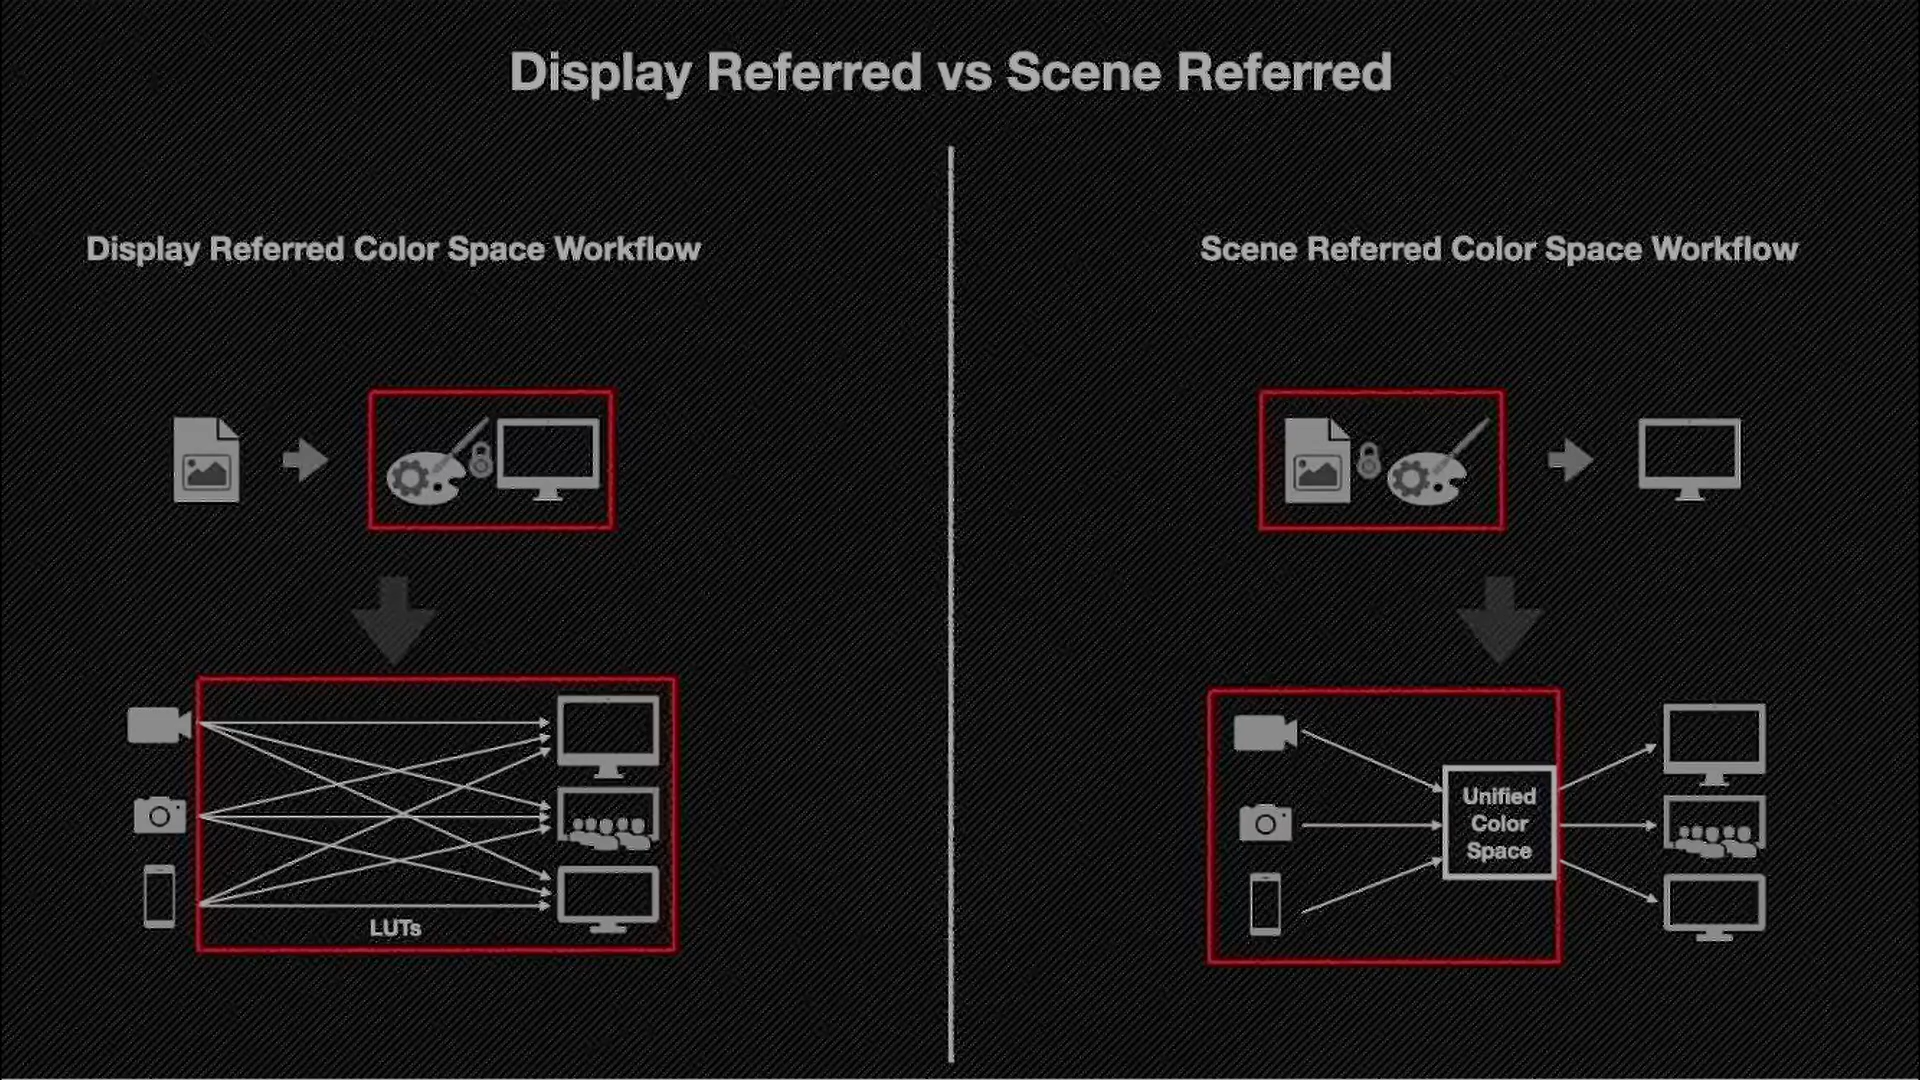 Display Referred vs Scene Referred
Display Referred Color Space Workflow
LUTs
Scene Referred Color Space Workflow
Unified
Color
Space